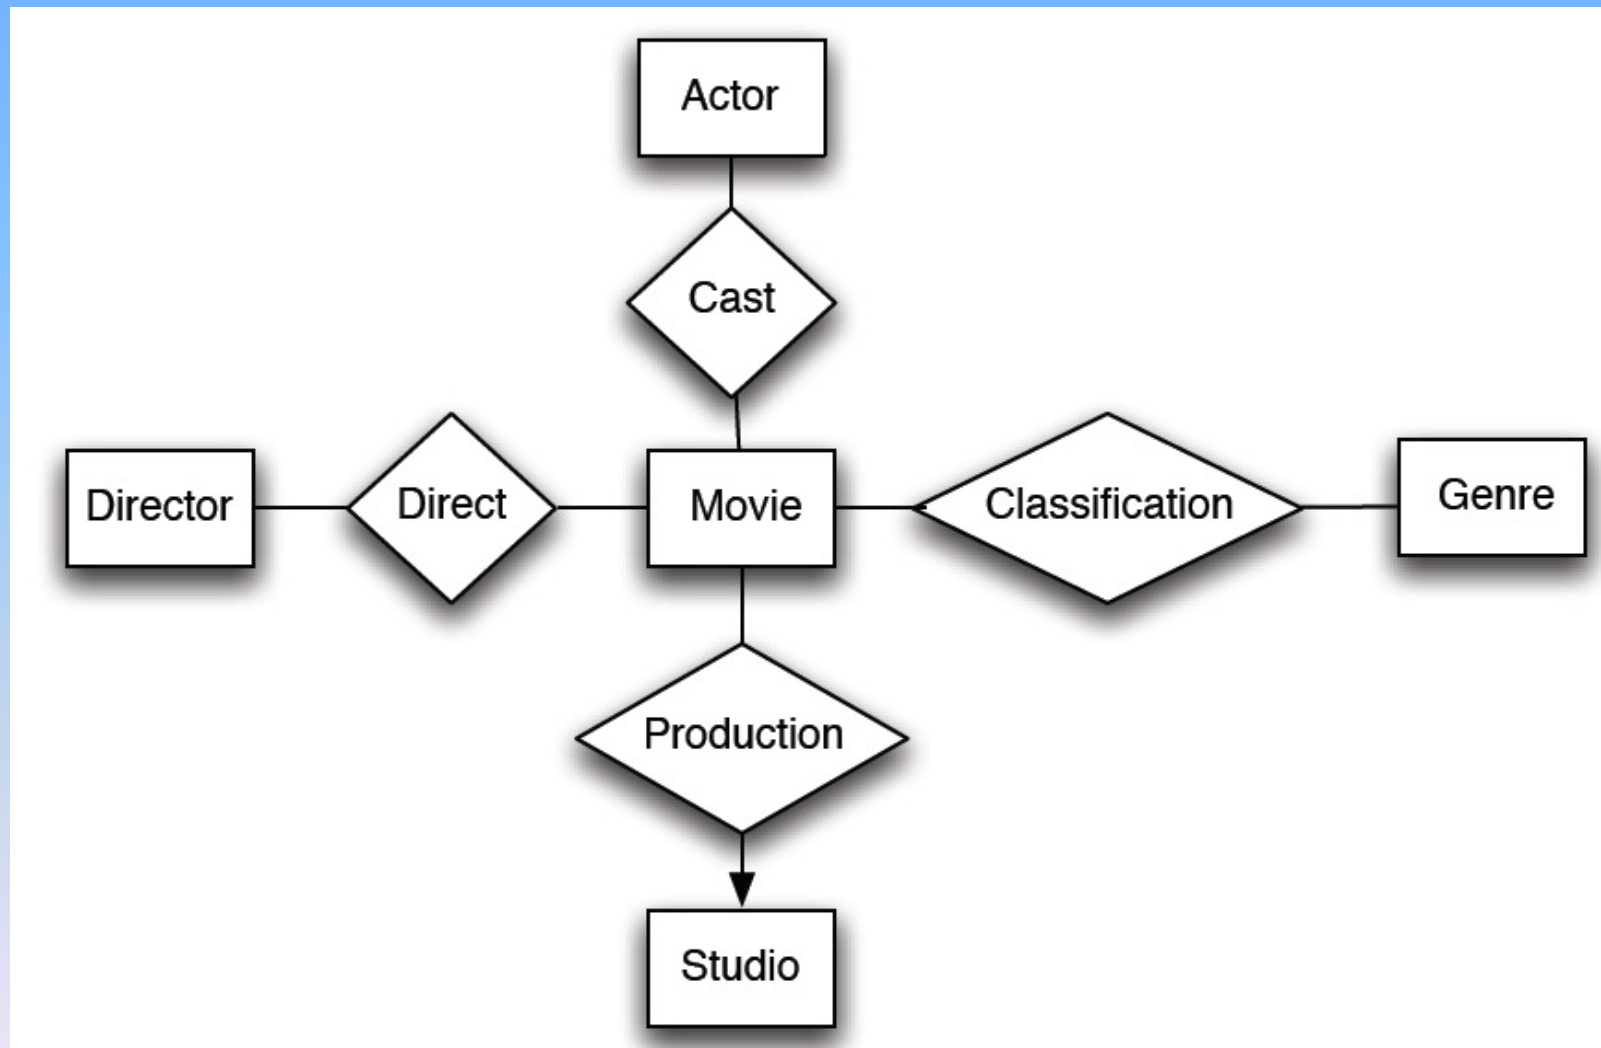 Actor
Cast
Director
Direct
Movie
Classification
Genre
Production
Studio